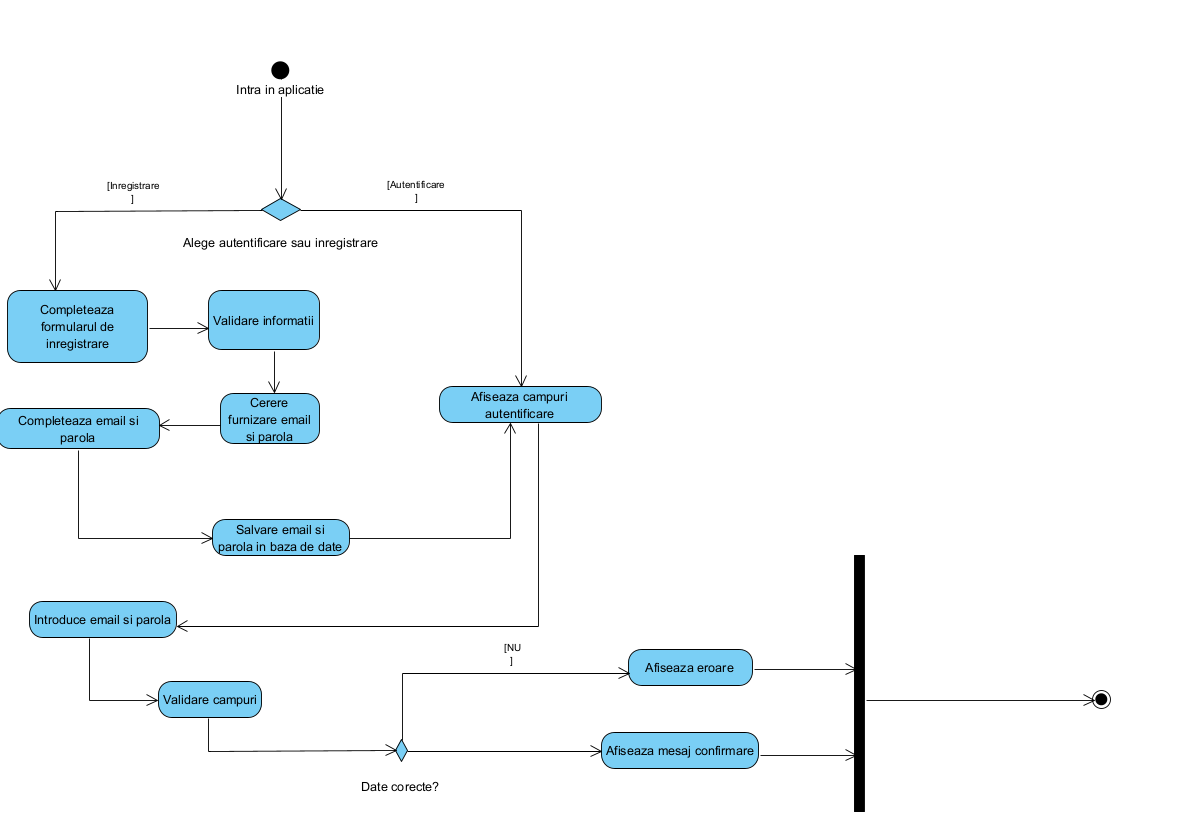 Intra in aplicatie
[Inregistrare
]
[Autentificare
]
Alege autentificare sau inregistrare
Completeaza
formularul de
inregistrare
Validare informatii
Cerere
furnizare email
si parola
Completeaza email si
parola
Afiseaza campuri
autentificare
Salvare email si
parola in baza de date
Introduce email si parola
[NU
]
Afiseaza eroare
Validare campuri
Afiseaza mesaj confirmare
Date corecte?